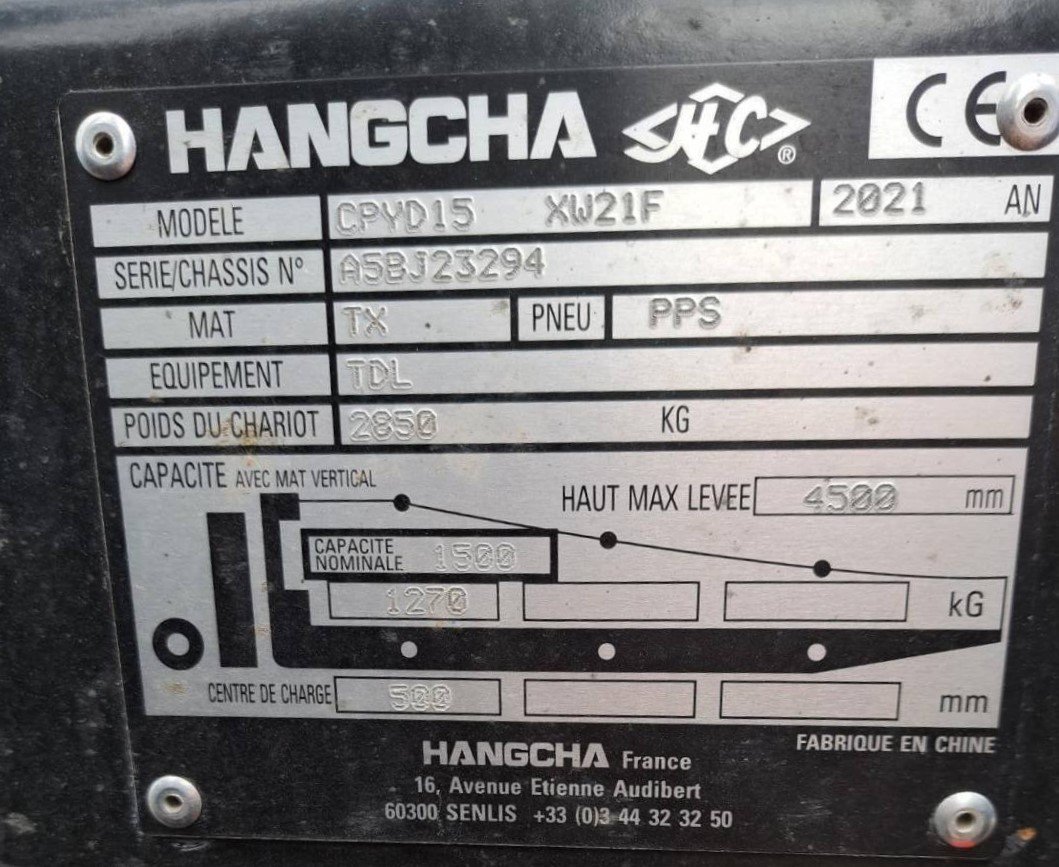 HANGCHA HC ® CE
MODELE CPYD15 XW21F 2021 AN
SERIE/CHASSIS N° A5BJ23294
MAT TX PNEU PPS
EQUIPEMENT TDL
POIDS DU CHARIOT 2850 KG
CAPACITE AVEC MAT VERTICAL
HAUT MAX LEVEE 4500 mm
CAPACITE
NOMINALE 1500
1270 kG
CENTRE DE CHARGE 500 mm
FABRIQUE EN CHINE
HANGCHA France
16, Avenue Etienne Audibert
60300 SENLIS +33 (0)3 44 32 32 50